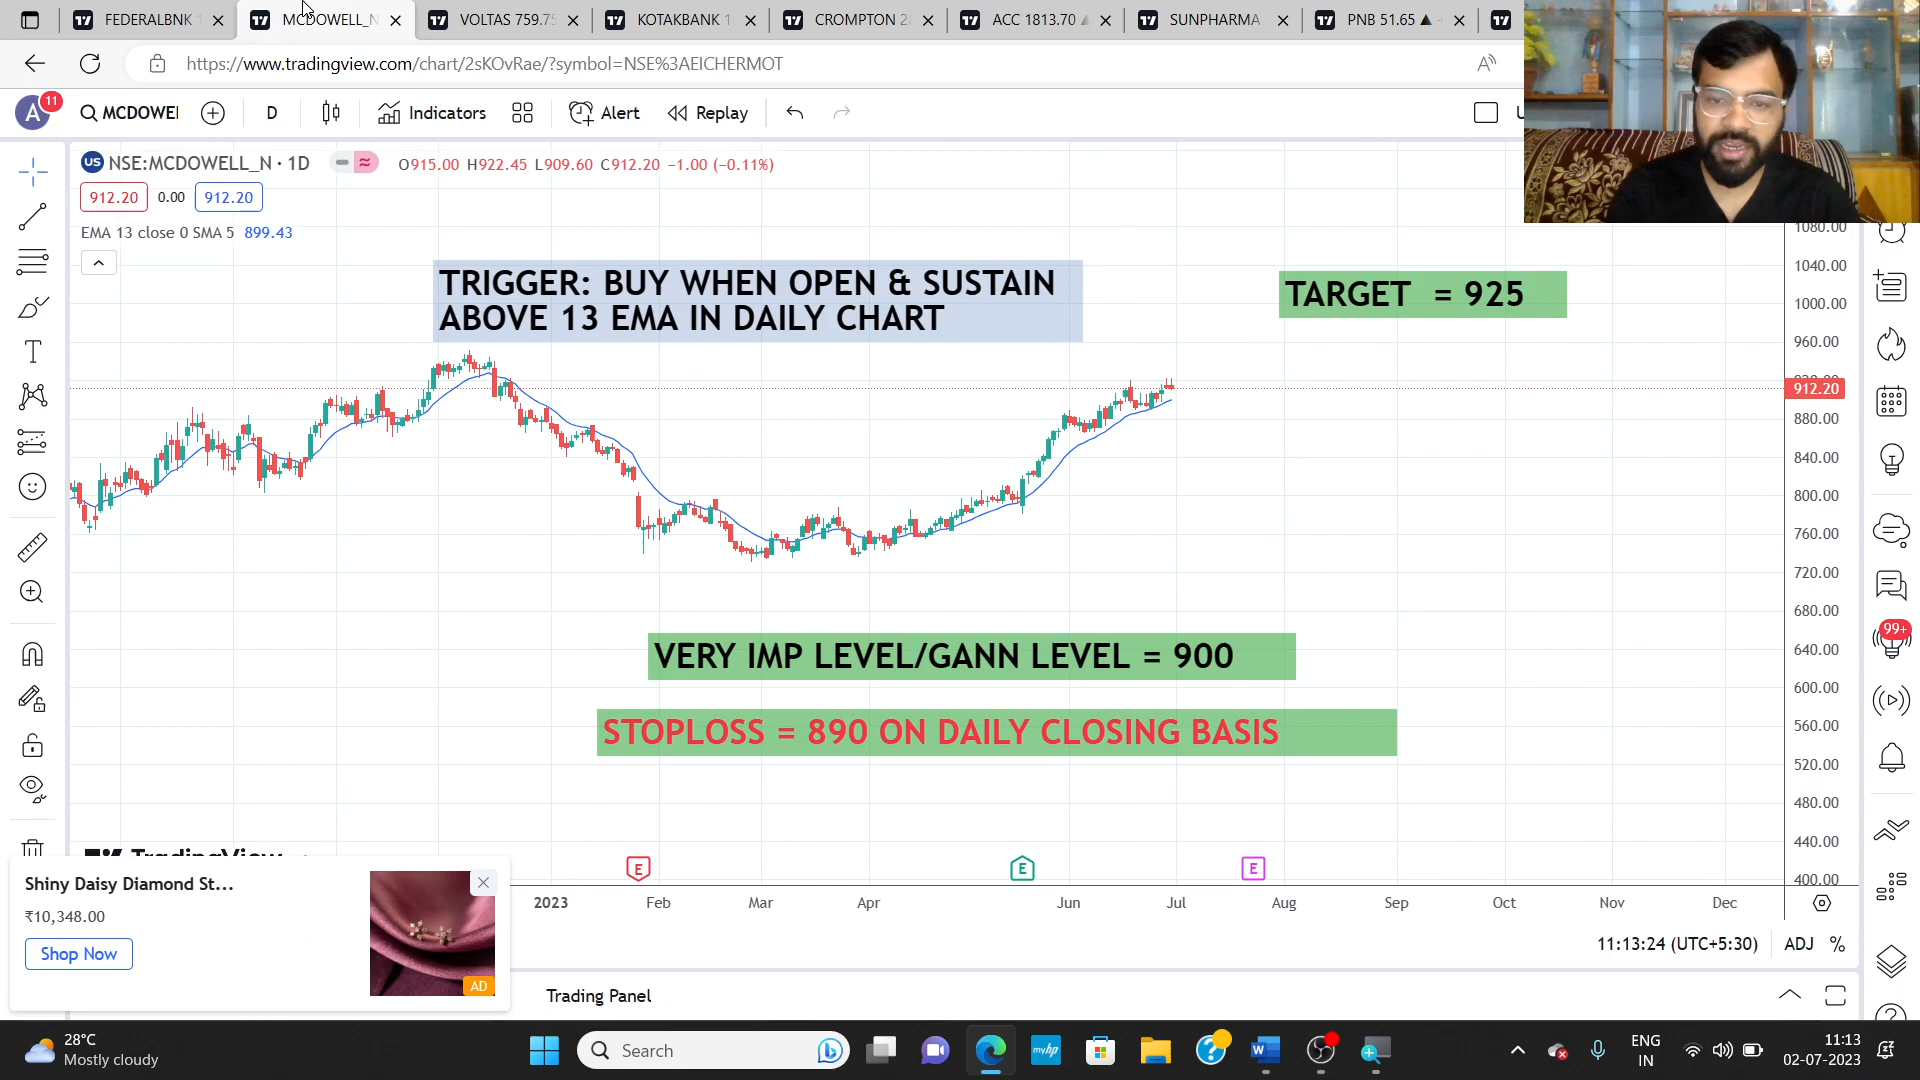 FEDERALBNK 1
MCDOWELL_N
VOLTAS 759.75
KOTAKBANK 1
CROMPTON 2
ACC 1813.70
SUNPHARMA
PNB 51.65 ▲
https://www.tradingview.com/chart/2sKOvRae/?symbol=NSE%3AEICHERMOT
A
11
MCDOWEI
D
Indicators
Alert
Replay
US
NSE:MCDOWELL_N · 1D
O915.00 H922.45 L909.60 C912.20 −1.00 (−0.11%)
912.20
0.00
912.20
EMA 13 close 0 SMA 5 899.43
TRIGGER: BUY WHEN OPEN & SUSTAIN
ABOVE 13 EMA IN DAILY CHART
TARGET = 925
VERY IMP LEVEL/GANN LEVEL = 900
STOPLOSS = 890 ON DAILY CLOSING BASIS
1080.00
1040.00
1000.00
960.00
912.20
880.00
840.00
800.00
760.00
720.00
680.00
640.00
600.00
560.00
520.00
480.00
440.00
400.00
99+
TradingView
E
E
E
2023
Feb
Mar
Apr
Jun
Jul
Aug
Sep
Oct
Nov
Dec
Shiny Daisy Diamond St...
₹10,348.00
Shop Now
AD
11:13:24 (UTC+5:30)
ADJ
%
Trading Panel
28°C
Mostly cloudy
Search
myhp
ENG
IN
11:13
02-07-2023